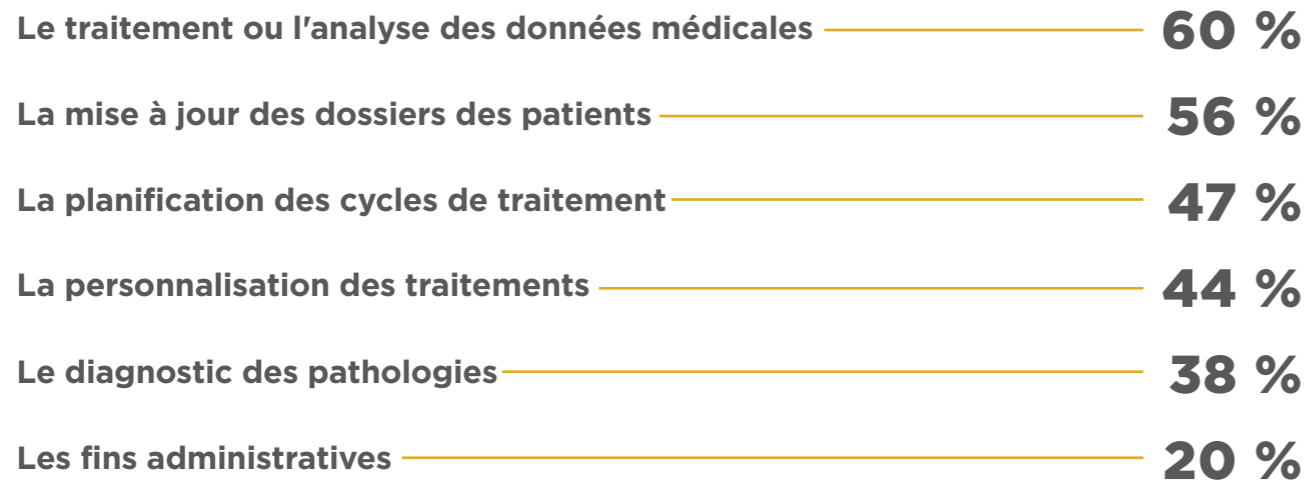 Le traitement ou l'analyse des données médicales 60 %
La mise à jour des dossiers des patients 56 %
La planification des cycles de traitement 47 %
La personnalisation des traitements 44 %
Le diagnostic des pathologies 38 %
Les fins administratives 20 %